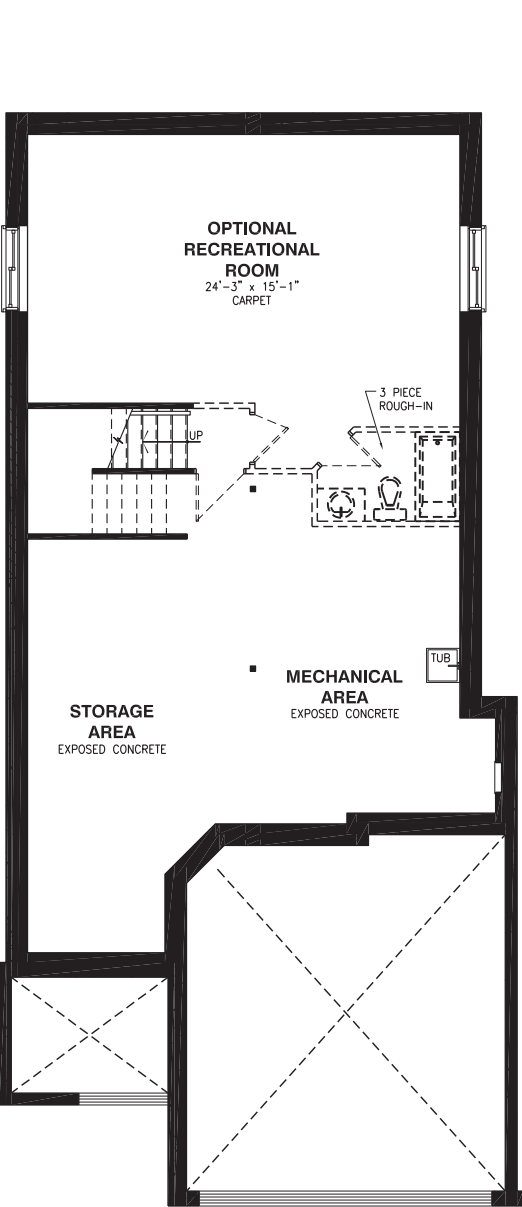 OPTIONAL
RECREATIONAL
ROOM
24'-3" x 15'-1"
CARPET
3 PIECE
ROUGH-IN
UP
TUB
MECHANICAL
AREA
EXPOSED CONCRETE
STORAGE
AREA
EXPOSED CONCRETE